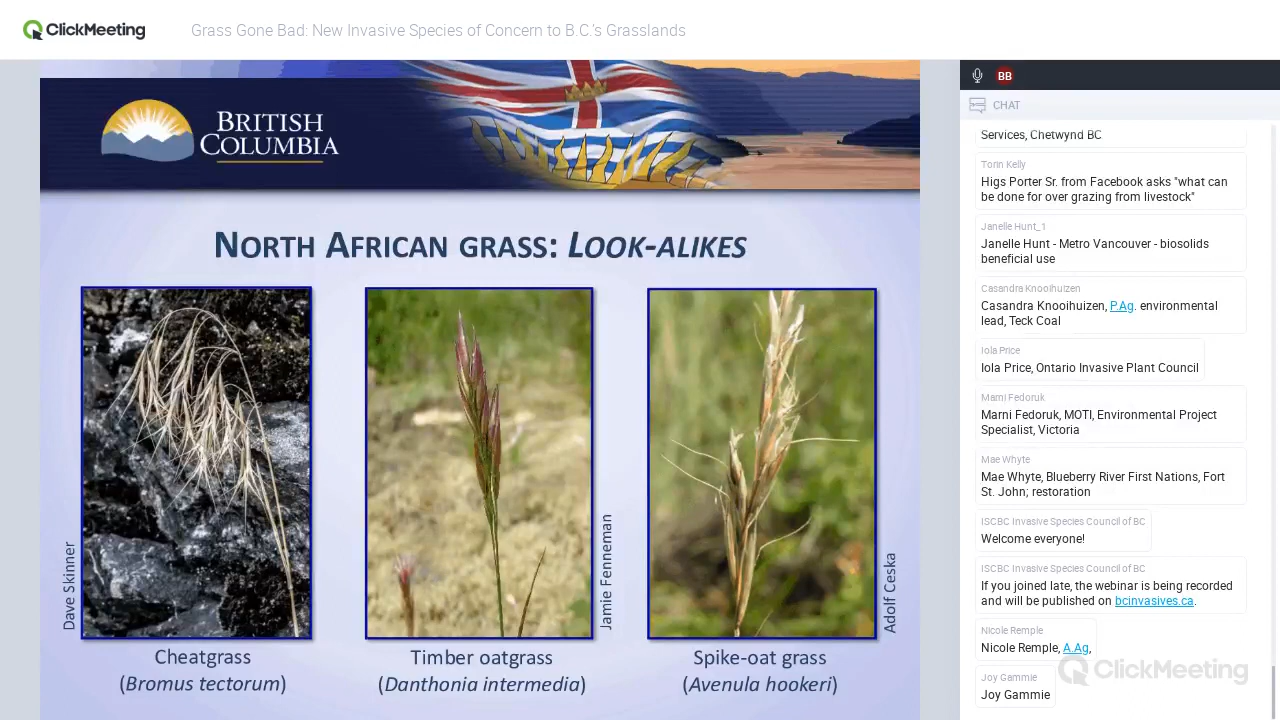 ClickMeeting
Grass Gone Bad: New Invasive Species of Concern to B.C.'s Grasslands
BRITISH
COLUMBIA
NORTH AFRICAN GRASS: LOOK-ALIKES
Dave Skinner
Jamie Fenneman
Adolf Ceska
Cheatgrass
(Bromus tectorum)
Timber oatgrass
(Danthonia intermedia)
Spike-oat grass
(Avenula hookeri)
BB
CHAT
Services, Chetwynd BC
Torin Kelly
Higs Porter Sr. from Facebook asks "what can
be done for over grazing from livestock"
Janelle Hunt_1
Janelle Hunt - Metro Vancouver - biosolids
beneficial use
Casandra Knooihuizen
Casandra Knooihuizen, P.Ag. environmental
lead, Teck Coal
Iola Price
Iola Price, Ontario Invasive Plant Council
Marni Fedoruk
Marni Fedoruk, MOTI, Environmental Project
Specialist, Victoria
Mae Whyte
Mae Whyte, Blueberry River First Nations, Fort
St. John; restoration
ISCBC Invasive Species Council of BC
Welcome everyone!
ISCBC Invasive Species Council of BC
If you joined late, the webinar is being recorded
and will be published on bcinvasives.ca.
Nicole Remple
Nicole Remple, A.Ag,
Joy Gammie
Joy Gammie
ClickMeeting